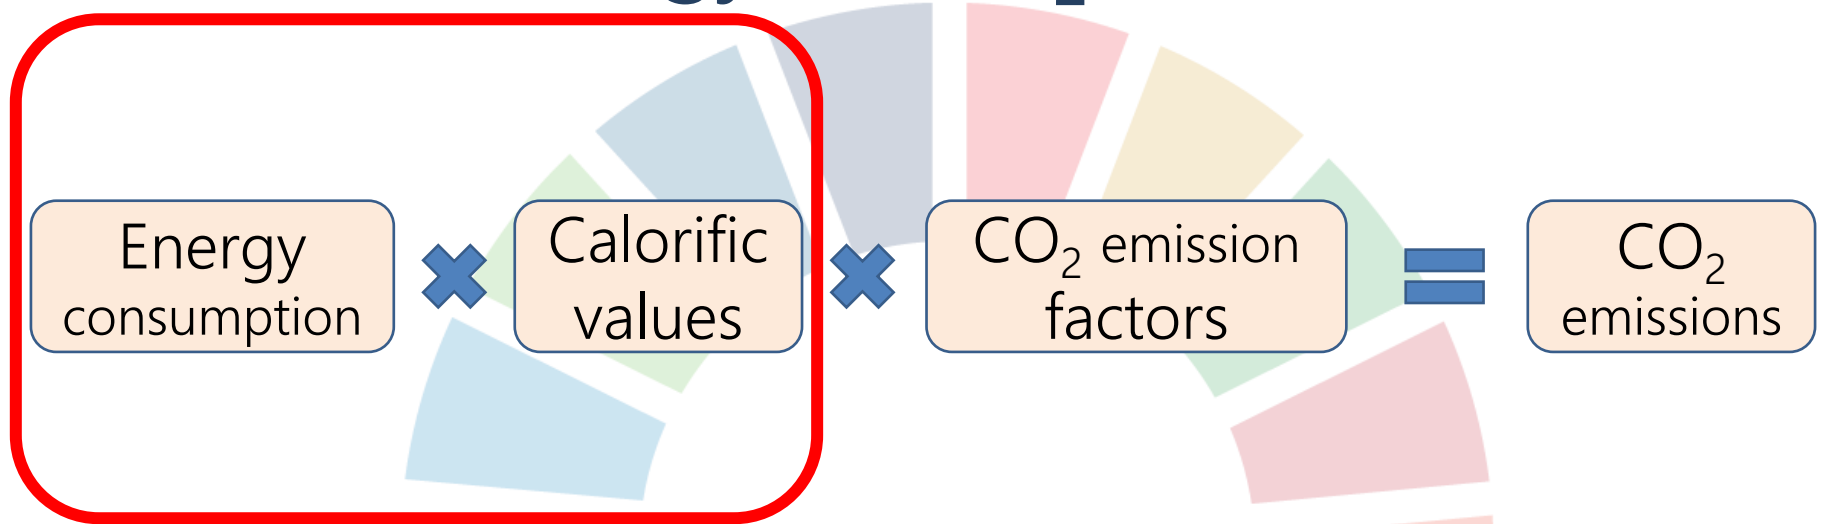 Energy
consumption
Calorific
values
CO₂ emission
factors
CO₂
emissions